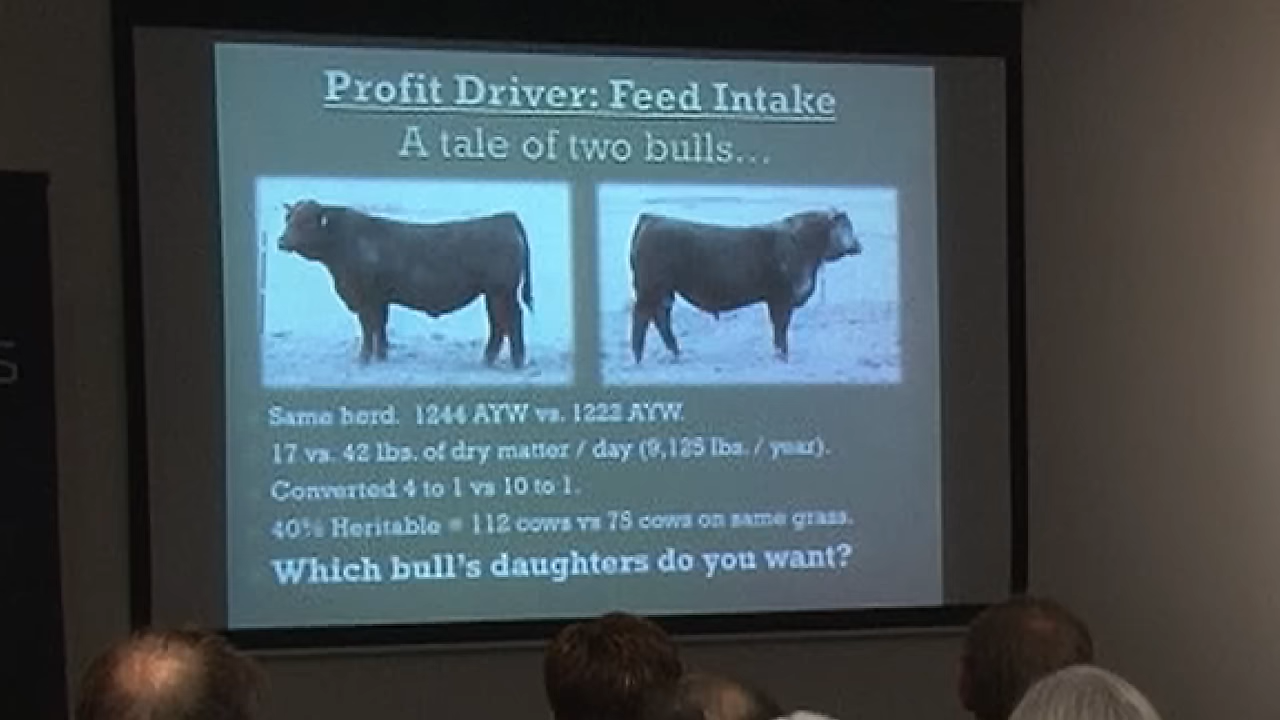 Profit Driver: Feed Intake
A tale of two bulls...
Same herd. 1244 AYW vs. 1222 AYW.
17 vs. 42 lbs. of dry matter / day (9,125 lbs. / year).
Converted 4 to 1 vs 10 to 1.
40% Heritable = 112 cows vs 75 cows on same grass.
Which bull's daughters do you want?
S